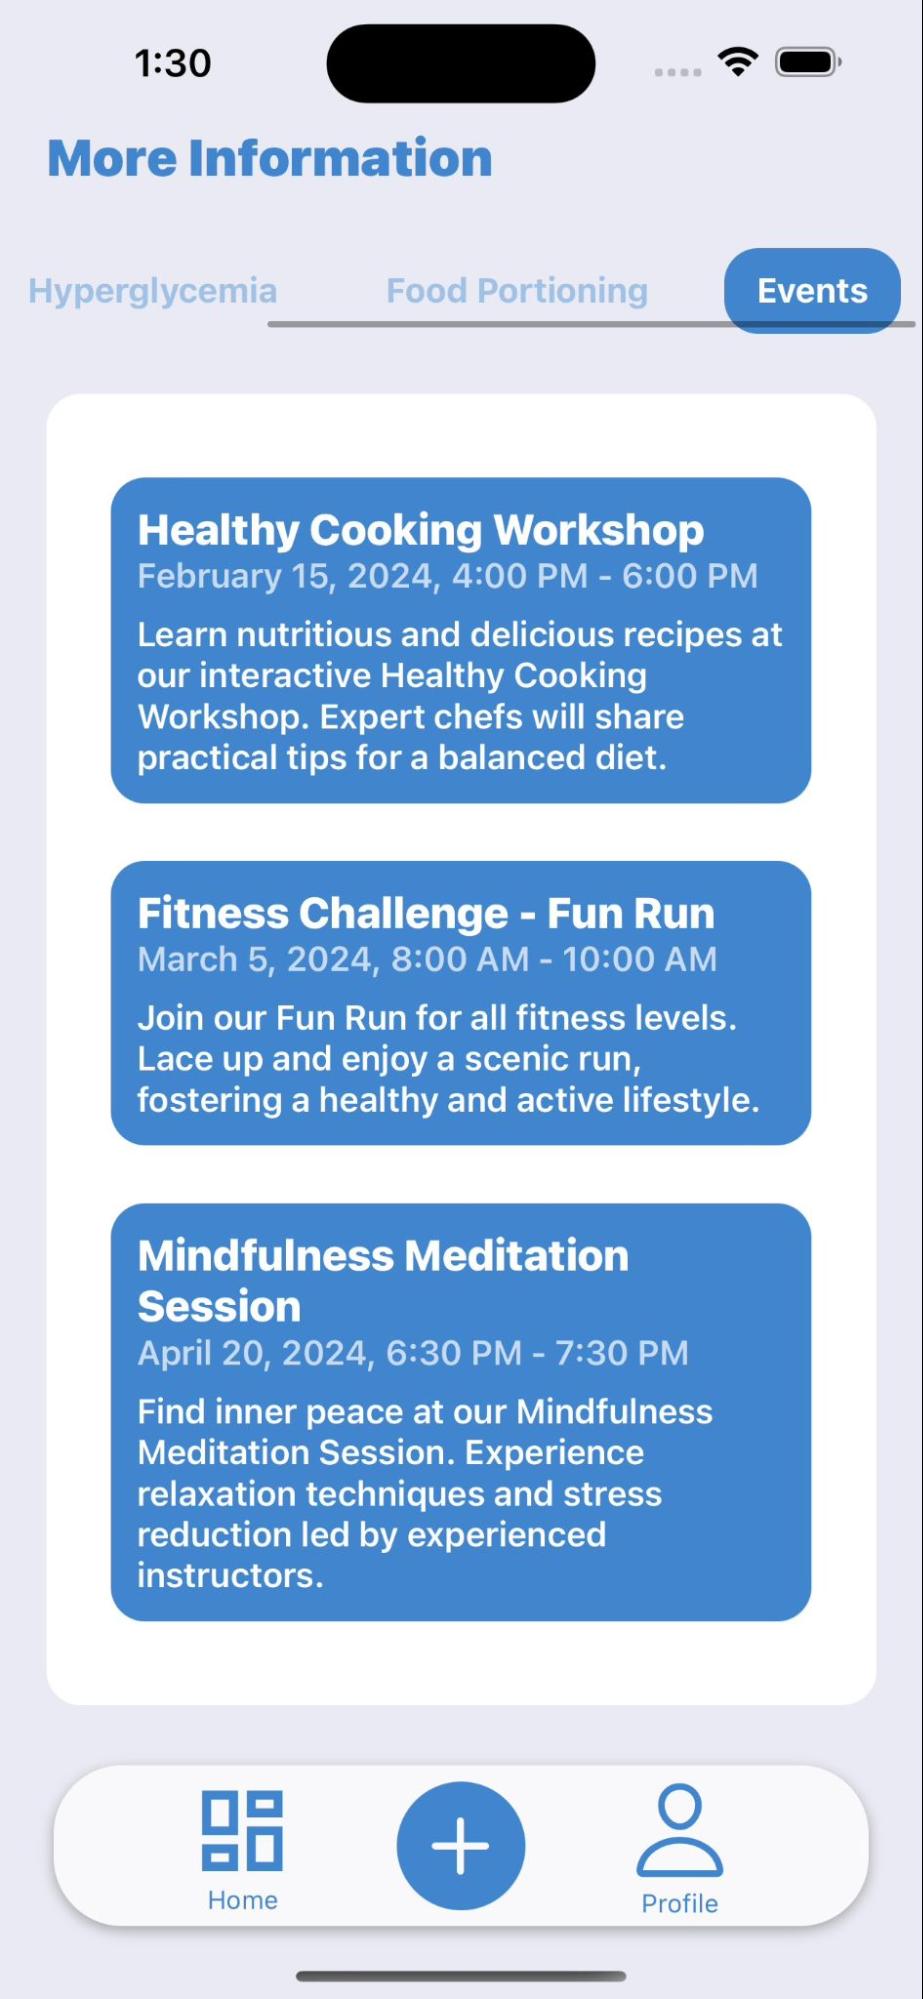 1:30
More Information
Hyperglycemia
Food Portioning
Events
Healthy Cooking Workshop
February 15, 2024, 4:00 PM - 6:00 PM
Learn nutritious and delicious recipes at
our interactive Healthy Cooking
Workshop. Expert chefs will share
practical tips for a balanced diet.
Fitness Challenge - Fun Run
March 5, 2024, 8:00 AM - 10:00 AM
Join our Fun Run for all fitness levels.
Lace up and enjoy a scenic run,
fostering a healthy and active lifestyle.
Mindfulness Meditation
Session
April 20, 2024, 6:30 PM - 7:30 PM
Find inner peace at our Mindfulness
Meditation Session. Experience
relaxation techniques and stress
reduction led by experienced
instructors.
Home
Profile